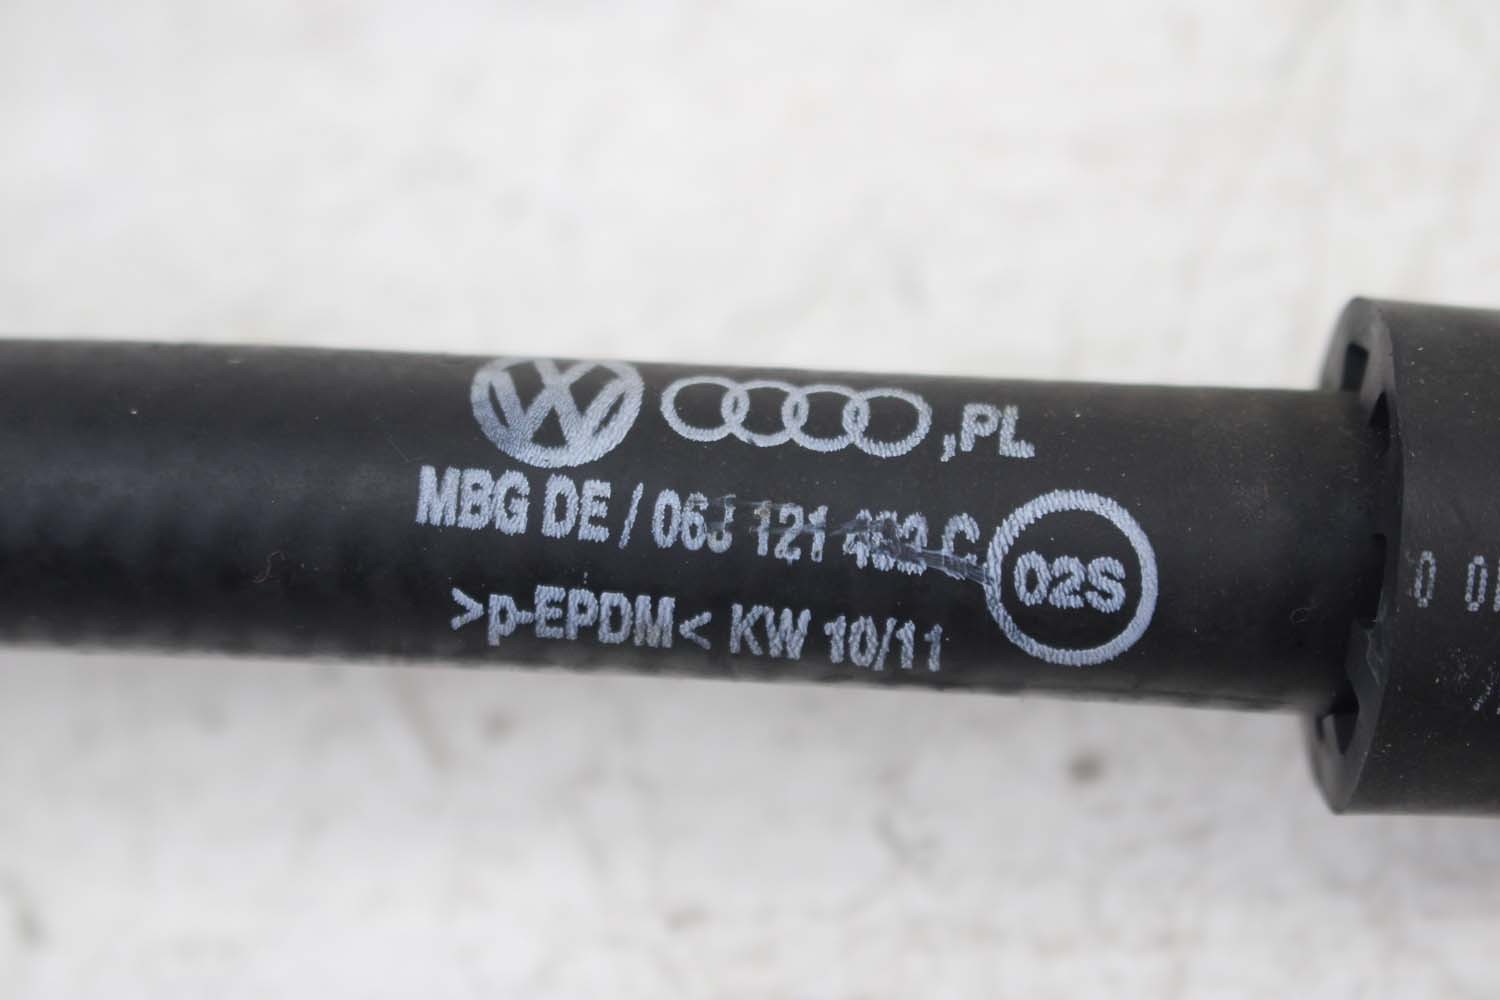 ,PL
MBG DE / 06J 121 C
02S
>p-EPDM< KW 10/11